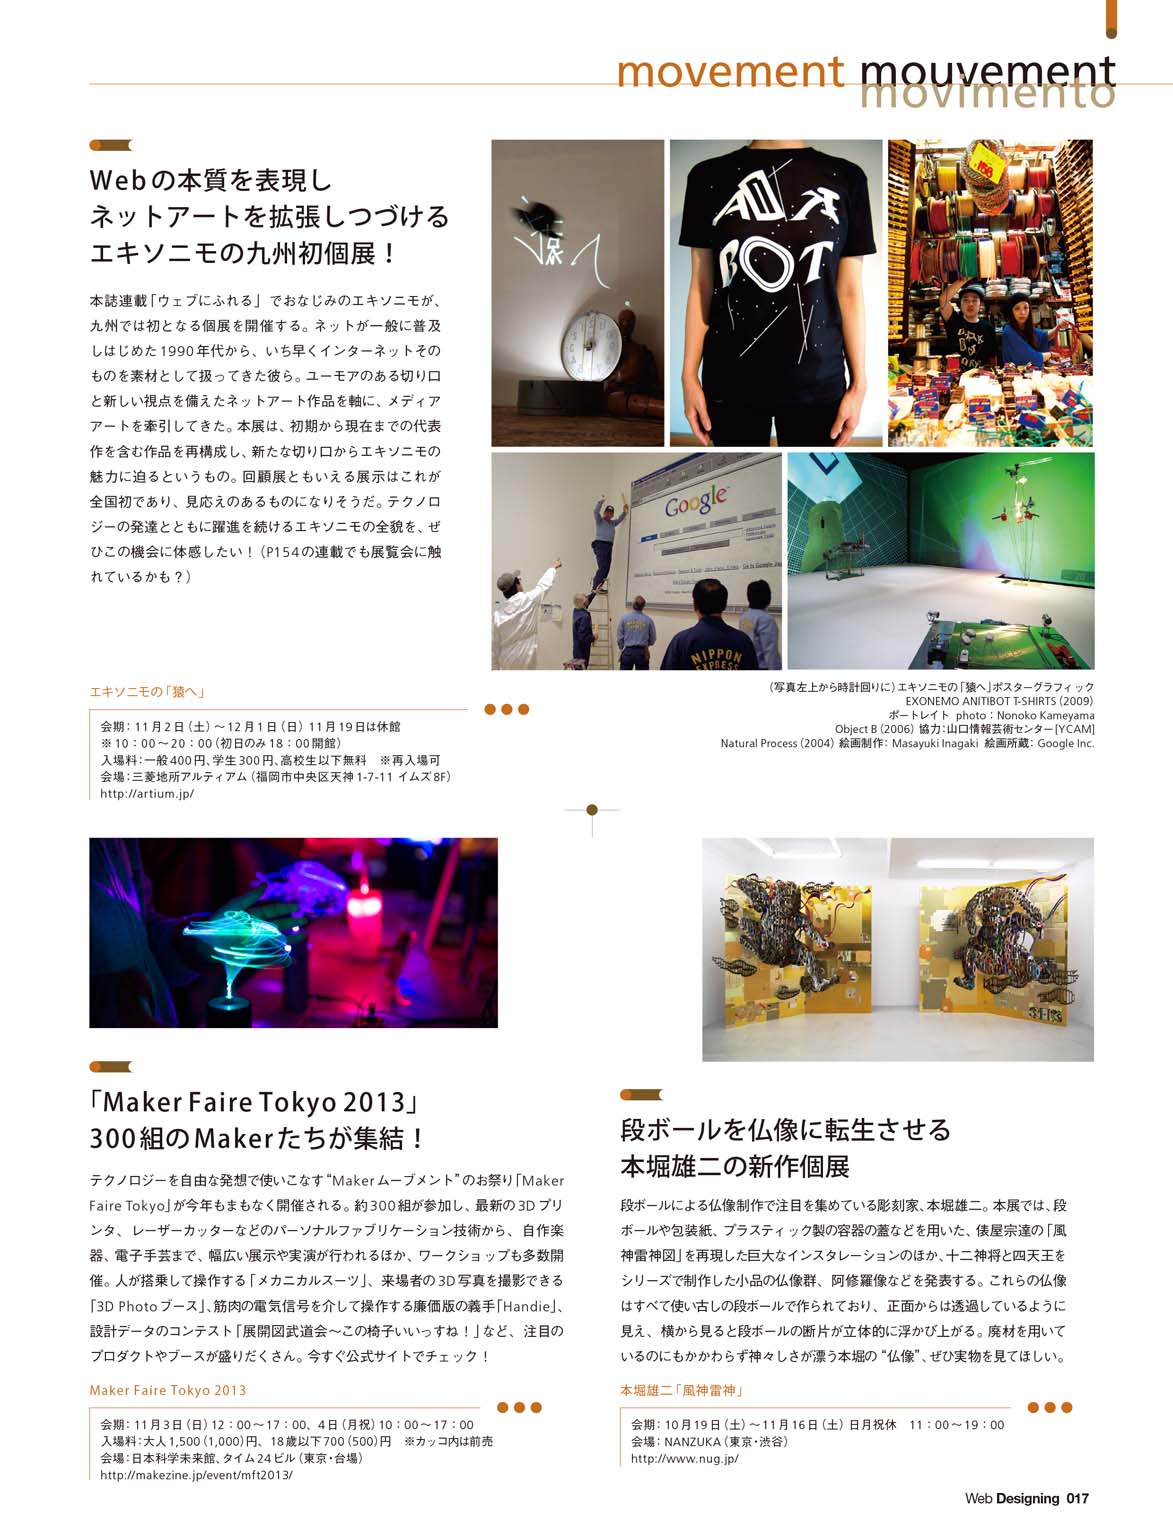 movement mouvement
movimento
Webの本質を表現し
ネットアートを拡張しつづける
エキソニモの九州初個展！
本誌連載「ウェブにふれる」でおなじみのエキソニモが、
九州では初となる個展を開催する。ネットが一般に普及
しはじめた1990年代から、いち早くインターネットその
ものを素材として扱ってきた彼ら。ユーモアのある切り口
と新しい視点を備えたネットアート作品を軸に、メディア
アートを牽引してきた。本展は、初期から現在までの代表
作を含む作品を再構成し、新たな切り口からエキソニモの
魅力に迫るというもの。回顧展ともいえる展示はこれが
全国初であり、見応えのあるものになりそうだ。テクノロ
ジーの発達とともに躍進を続けるエキソニモの全貌を、ぜ
ひこの機会に体感したい！（P154の連載でも展覧会に触
れているかも？）
エキソニモの「猿へ」
会期：11月2日（土）〜12月1日（日）11月19日は休館
※10：00〜20：00（初日のみ18：00開館）
入場料：一般400円、学生300円、高校生以下無料　※再入場可
会場：三菱地所アルティアム（福岡市中央区天神1-7-11 イムズ8F）
http://artium.jp/
猿へ
BOT
158
Google
NIPPON
EXPRESS
（写真左上から時計回りに）エキソニモの「猿へ」ポスターグラフィック
EXONEMO ANITIBOT T-SHIRTS（2009）
ポートレイト photo：Nonoko Kameyama
Object B（2006）協力：山口情報芸術センター［YCAM］
Natural Process（2004）絵画制作：Masayuki Inagaki 絵画所蔵：Google Inc.
「Maker Faire Tokyo 2013」
300組のMakerたちが集結！
テクノロジーを自由な発想で使いこなす“Makerムーブメント”のお祭り「Maker
Faire Tokyo」が今年もまもなく開催される。約300組が参加し、最新の3Dプリ
ンタ、レーザーカッターなどのパーソナルファブリケーション技術から、自作楽
器、電子手芸まで、幅広い展示や実演が行われるほか、ワークショップも多数開
催。人が搭乗して操作する「メカニカルスーツ」、来場者の3D写真を撮影できる
「3D Photoブース」、筋肉の電気信号を介して操作する廉価版の義手「Handie」、
設計データのコンテスト「展開図武道会〜この椅子いいっすね！」など、注目の
プロダクトやブースが盛りだくさん。今すぐ公式サイトでチェック！
Maker Faire Tokyo 2013
会期：11月3日（日）12：00〜17：00、4日（月祝）10：00〜17：00
入場料：大人1,500（1,000）円、18歳以下700（500）円　※カッコ内は前売
会場：日本科学未来館、タイム24ビル（東京・台場）
http://makezine.jp/event/mft2013/
段ボールを仏像に転生させる
本堀雄二の新作個展
段ボールによる仏像制作で注目を集めている彫刻家、本堀雄二。本展では、段
ボールや包装紙、プラスティック製の容器の蓋などを用いた、俵屋宗達の「風
神雷神図」を再現した巨大なインスタレーションのほか、十二神将と四天王を
シリーズで制作した小品の仏像群、阿修羅像などを発表する。これらの仏像
はすべて使い古しの段ボールで作られており、正面からは透過しているように
見え、横から見ると段ボールの断片が立体的に浮かび上がる。廃材を用いて
いるのにもかかわらず神々しさが漂う本堀の“仏像”、ぜひ実物を見てほしい。
本堀雄二「風神雷神」
会期：10月19日（土）〜11月16日（土）日月祝休　11：00〜19：00
会場：NANZUKA（東京・渋谷）
http://www.nug.jp/
Web Designing 017